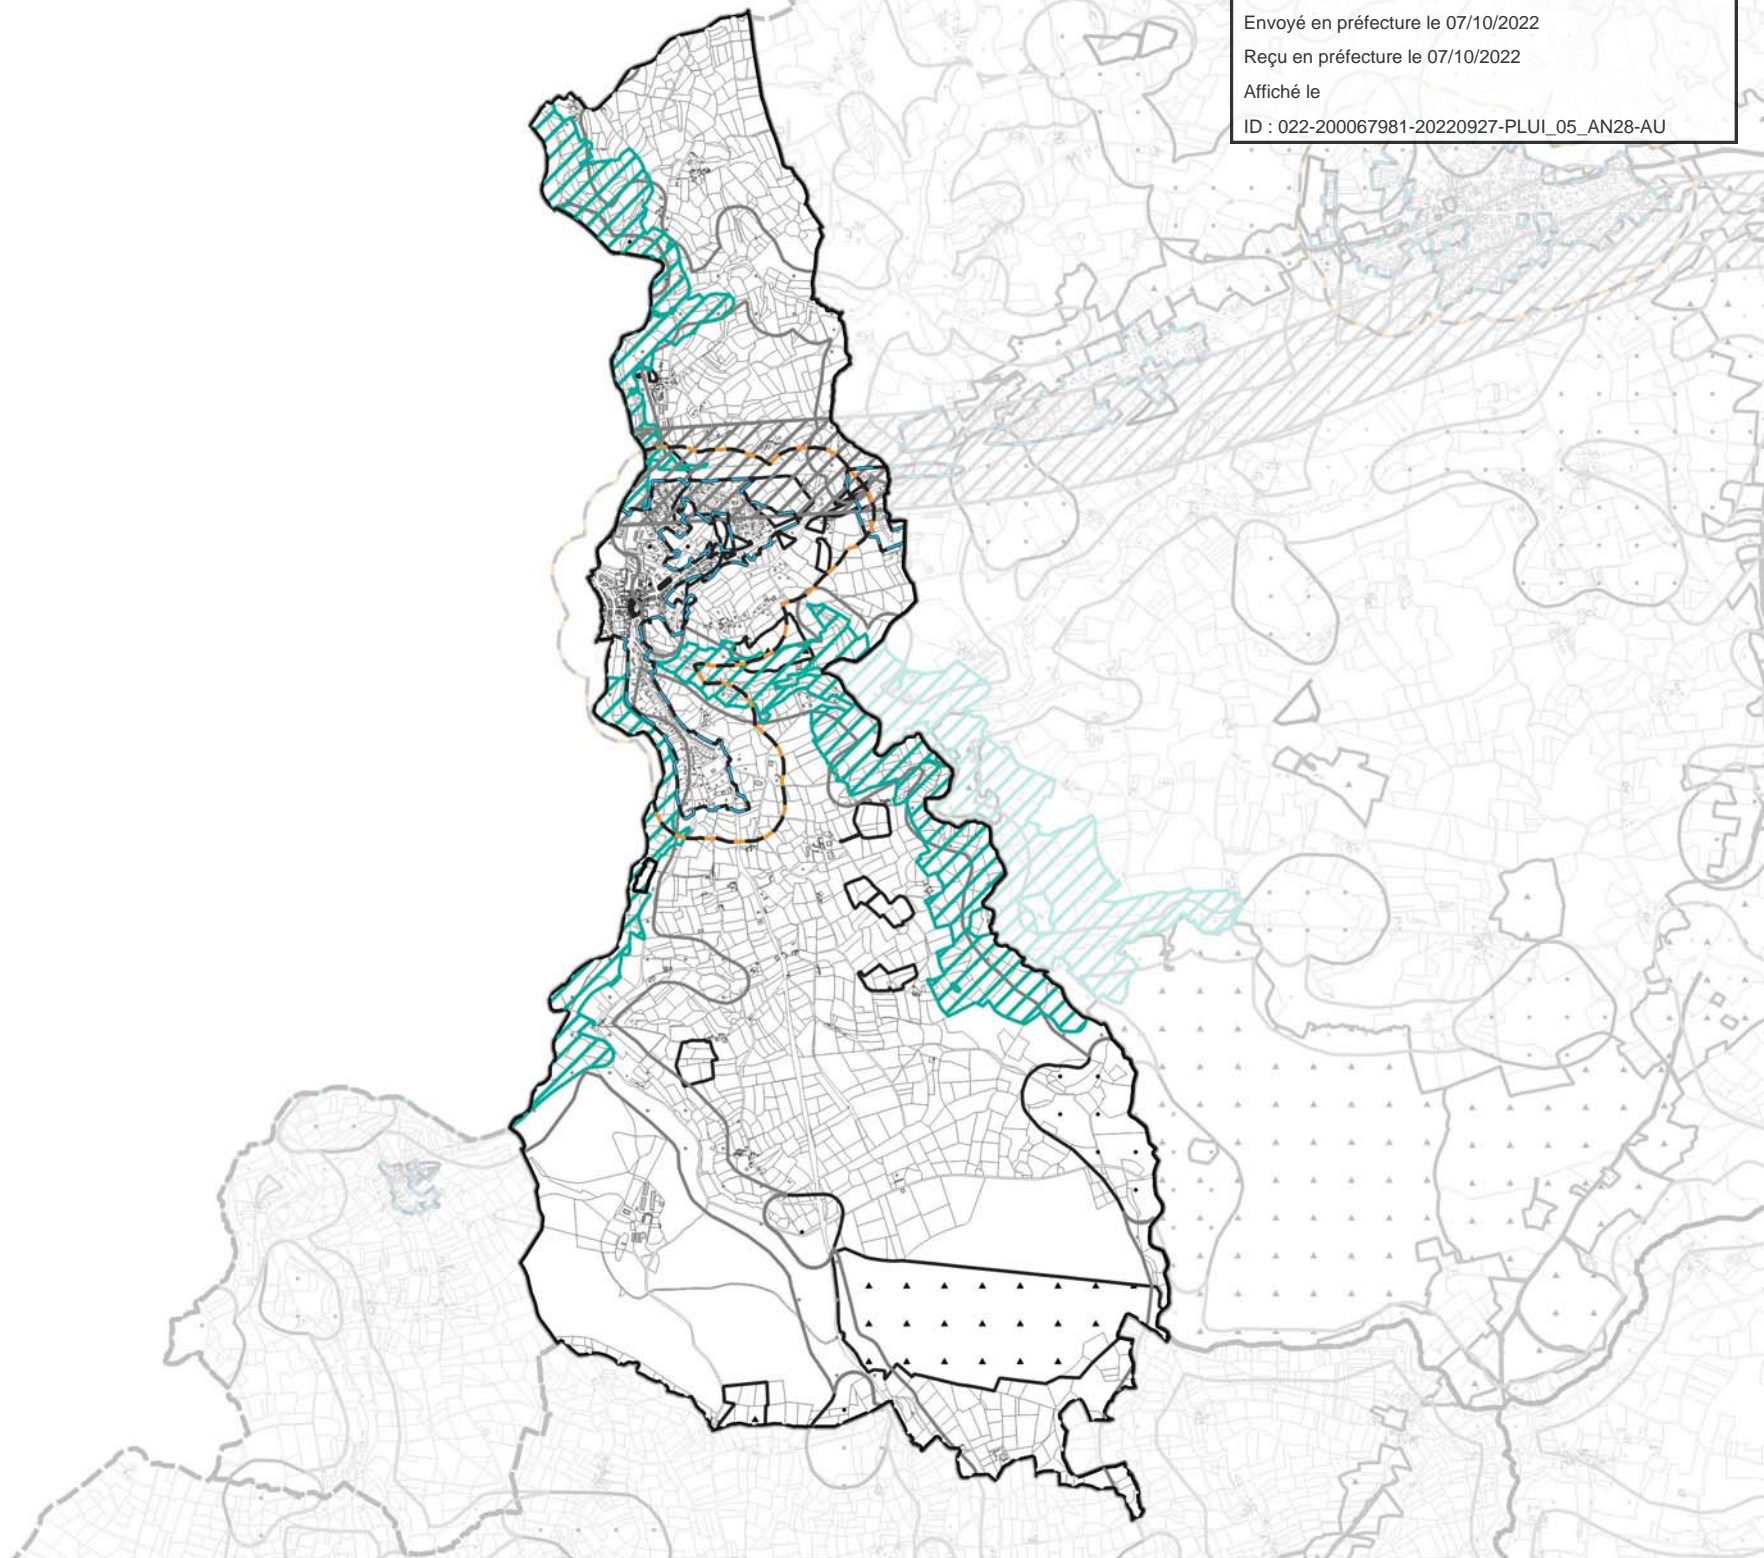 Envoyé en préfecture le 07/10/2022
Reçu en préfecture le 07/10/2022
Affiché le
ID : 022-200067981-20220927-PLUI_05_AN28-AU